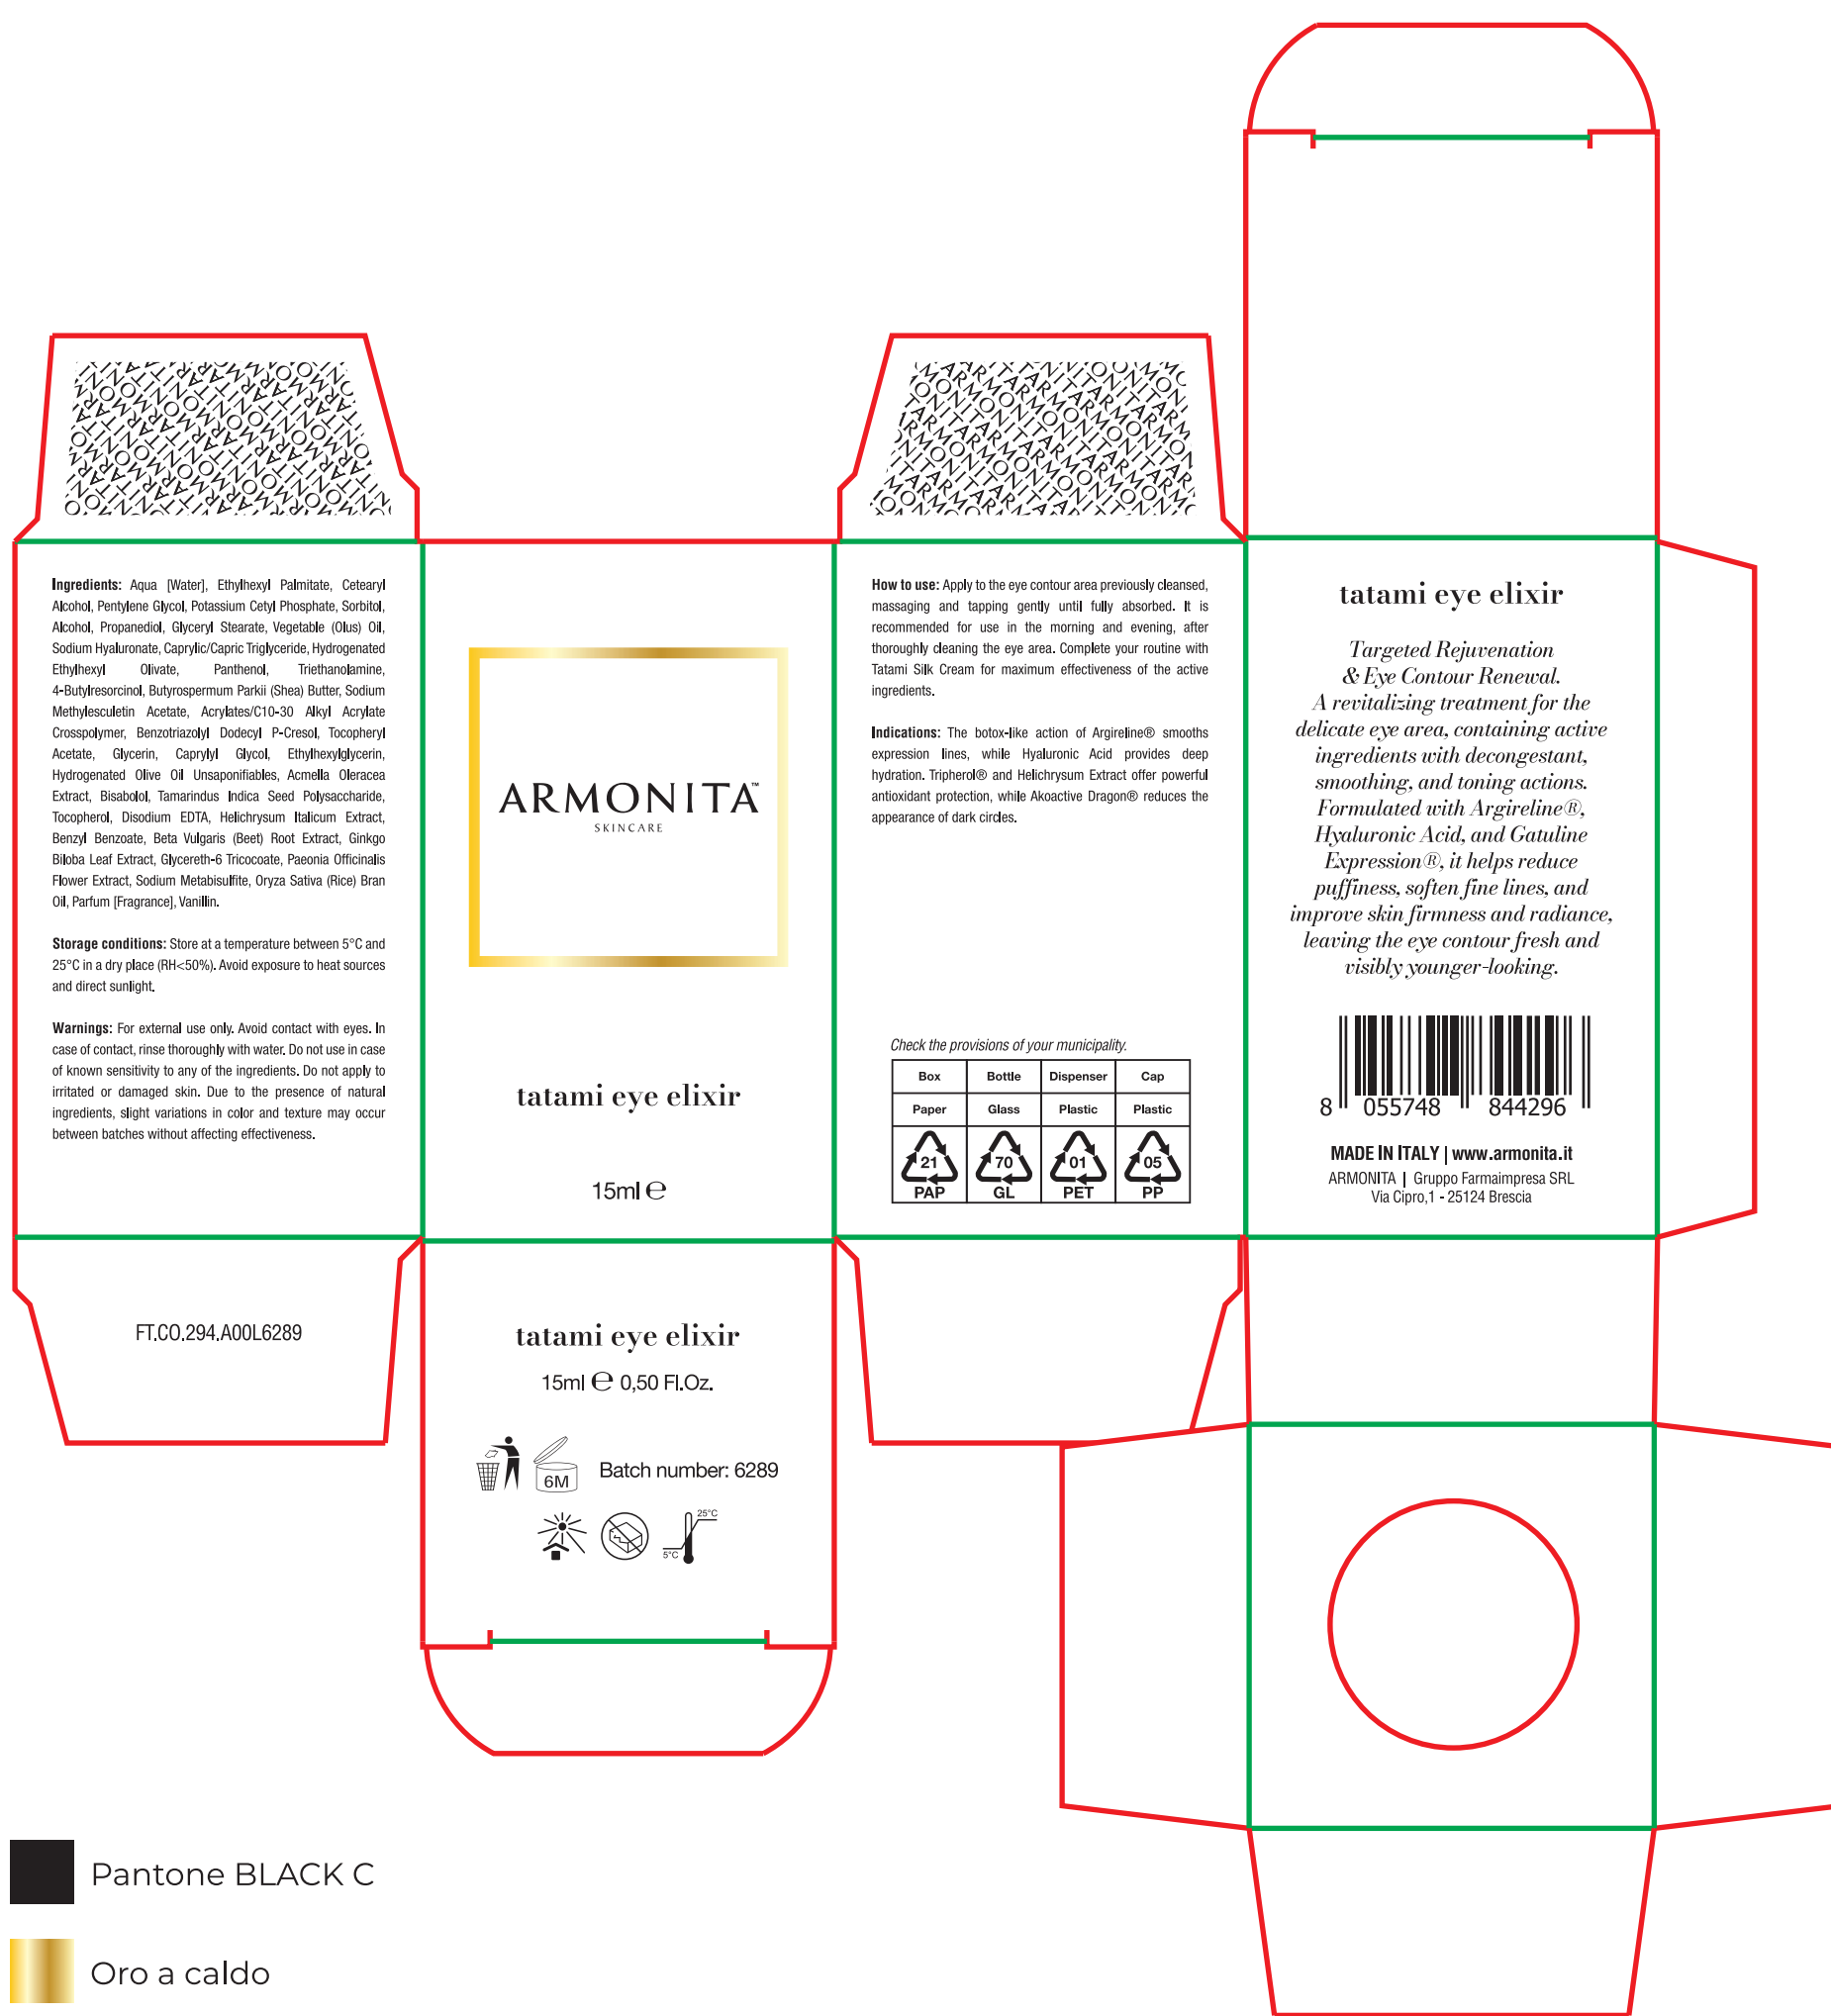 Ingredients: Aqua [Water], Ethylhexyl Palmitate, Cetearyl
Alcohol, Pentylene Glycol, Potassium Cetyl Phosphate, Sorbitol,
Alcohol, Propanediol, Glyceryl Stearate, Vegetable (Olus) Oil,
Sodium Hyaluronate, Caprylic/Capric Triglyceride, Hydrogenated
Ethylhexyl Olivate, Panthenol, Triethanolamine,
4-Butylresorcinol, Butyrospermum Parkii (Shea) Butter, Sodium
Methylesculetin Acetate, Acrylates/C10-30 Alkyl Acrylate
Crosspolymer, Benzotriazolyl Dodecyl P-Cresol, Tocopheryl
Acetate, Glycerin, Caprylyl Glycol, Ethylhexylglycerin,
Hydrogenated Olive Oil Unsaponifiables, Acmella Oleracea
Extract, Bisabolol, Tamarindus Indica Seed Polysaccharide,
Tocopherol, Disodium EDTA, Helichrysum Italicum Extract,
Benzyl Benzoate, Beta Vulgaris (Beet) Root Extract, Ginkgo
Biloba Leaf Extract, Glycereth-6 Tricocoate, Paeonia Officinalis
Flower Extract, Sodium Metabisulfite, Oryza Sativa (Rice) Bran
Oil, Parfum [Fragrance], Vanillin.
Storage conditions: Store at a temperature between 5°C and
25°C in a dry place (RH<50%). Avoid exposure to heat sources
and direct sunlight.
Warnings: For external use only. Avoid contact with eyes. In
case of contact, rinse thoroughly with water. Do not use in case
of known sensitivity to any of the ingredients. Do not apply to
irritated or damaged skin. Due to the presence of natural
ingredients, slight variations in color and texture may occur
between batches without affecting effectiveness.
FT.CO.294.A00L6289
ARMONITA™
SKINCARE
tatami eye elixir
15ml ℮
tatami eye elixir
15ml ℮ 0,50 Fl.Oz.
6M
Batch number: 6289
25°C
5°C
How to use: Apply to the eye contour area previously cleansed,
massaging and tapping gently until fully absorbed. It is
recommended for use in the morning and evening, after
thoroughly cleaning the eye area. Complete your routine with
Tatami Silk Cream for maximum effectiveness of the active
ingredients.
Indications: The botox-like action of Argireline® smooths
expression lines, while Hyaluronic Acid provides deep
hydration. Tripherol® and Helichrysum Extract offer powerful
antioxidant protection, while Akoactive Dragon® reduces the
appearance of dark circles.
Check the provisions of your municipality.
Box Bottle Dispenser Cap
Paper Glass Plastic Plastic
21 70 01 05
PAP GL PET PP
tatami eye elixir
Targeted Rejuvenation
& Eye Contour Renewal.
A revitalizing treatment for the
delicate eye area, containing active
ingredients with decongestant,
smoothing, and toning actions.
Formulated with Argireline®,
Hyaluronic Acid, and Gatuline
Expression®, it helps reduce
puffiness, soften fine lines, and
improve skin firmness and radiance,
leaving the eye contour fresh and
visibly younger-looking.
8 055748 844296
MADE IN ITALY | www.armonita.it
ARMONITA | Gruppo Farmaimpresa SRL
Via Cipro,1 - 25124 Brescia
Pantone BLACK C
Oro a caldo